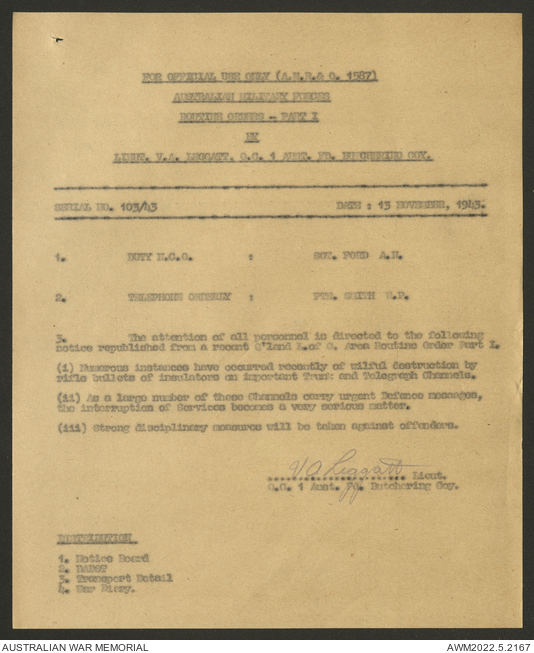 FOR OFFICIAL USE ONLY (A.M.R.& O. 1587)
AUSTRALIAN MILITARY FORCES
ROUTINE ORDERS - PART I
BY
LIEUT. V.A. LEGGATT. O.C. 1 AUST. FD. BUTCHERING COY.
SERIAL NO. 103/43 DATE : 13 NOVEMBER, 1943.
1. DUTY N.C.O. : SGT. FORD A.N.
2. TELEPHONE ORDERLY : PTE. SMITH W.P.
3. The attention of all personnel is directed to the following
notice republished from a recent Q'land L.of C. Area Routine Order Part I.
(i) Numerous instances have occurred recently of wilful destruction by
rifle bullets of insulators on important Trunk and Telegraph Channels.
(ii) As a large number of these Channels carry urgent Defence messages,
the interruption of Services becomes a very serious matter.
(iii) Strong disciplinary measures will be taken against offenders.
V A Leggatt Lieut.
O.C. 1 Aust. Fd. Butchering Coy.
DISTRIBUTION
1. Notice Board
2.
3. Transport Detail
4. War Diary.
AUSTRALIAN WAR MEMORIAL AWM2022.5.2167